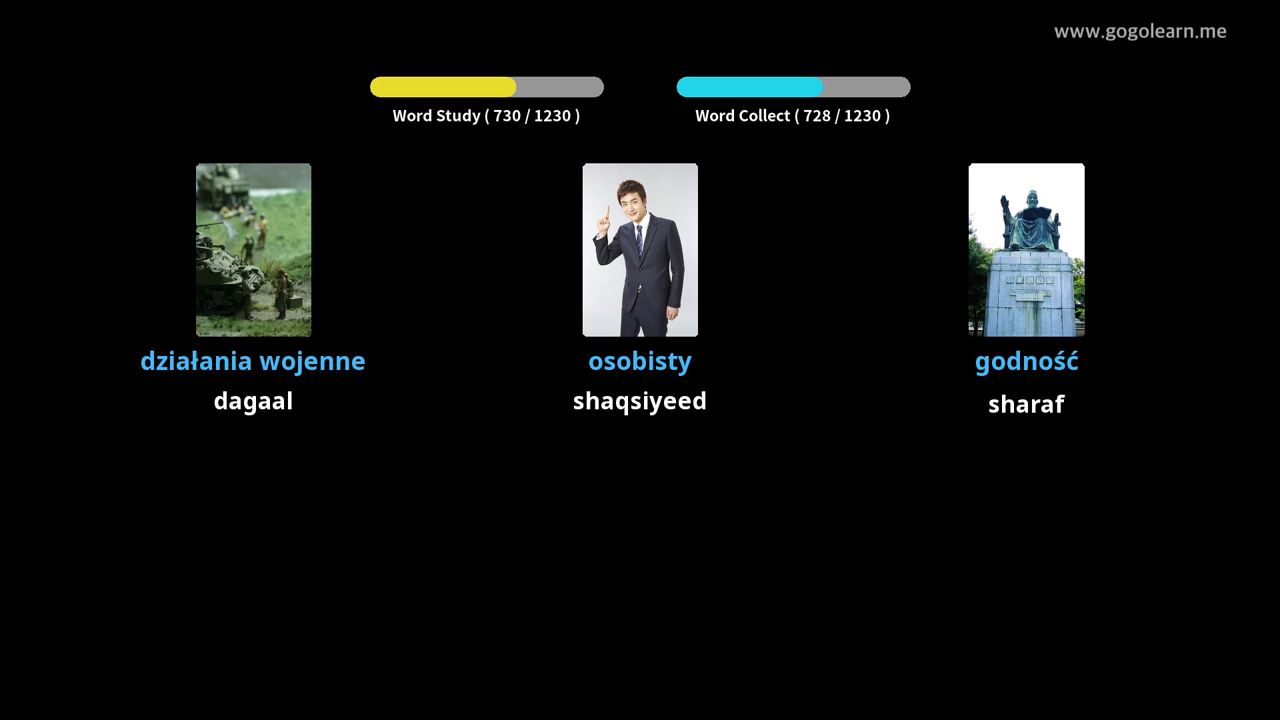 www.gogolearn.me
Word Study ( 730 / 1230 )
Word Collect ( 728 / 1230 )
działania wojenne
osobisty
godność
dagaal
shaqsiyeed
sharaf